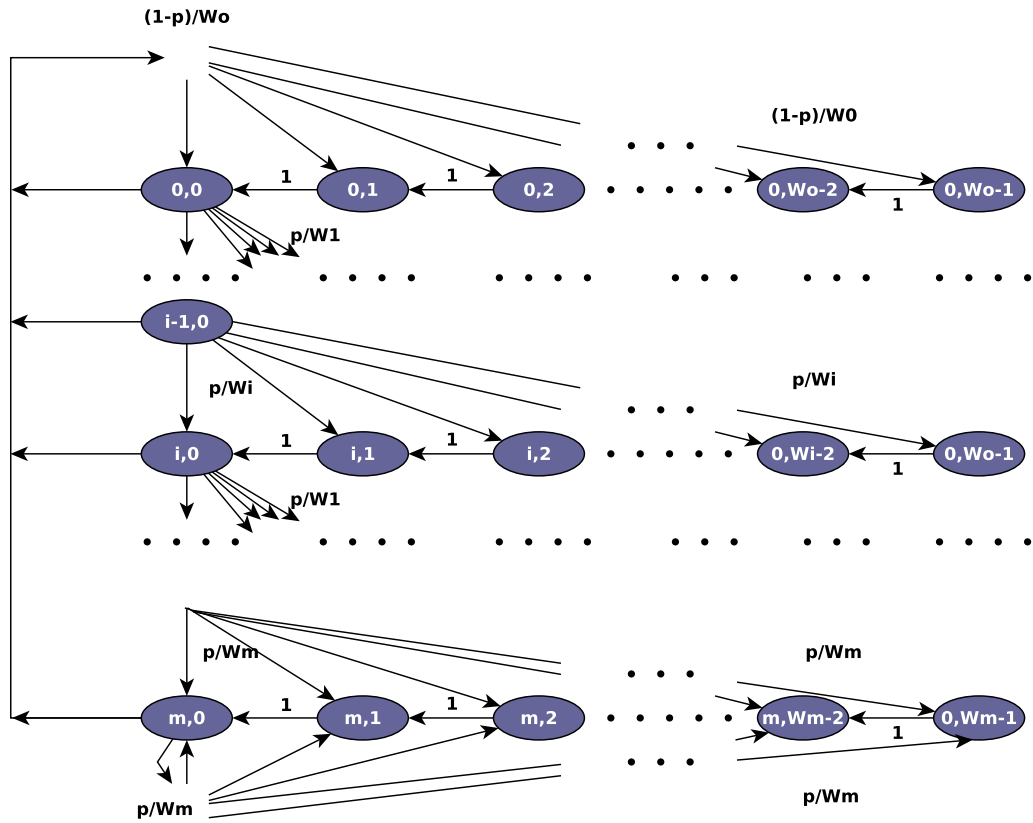 (1-p)/Wo
(1-p)/W0
0,0
1
0,1
1
0,2
0,Wo-2
1
0,Wo-1
p/W1
i-1,0
p/Wi
p/Wi
i,0
1
i,1
1
i,2
0,Wi-2
1
0,Wo-1
p/W1
p/Wm
p/Wm
m,0
1
m,1
1
m,2
m,Wm-2
1
0,Wm-1
p/Wm
p/Wm